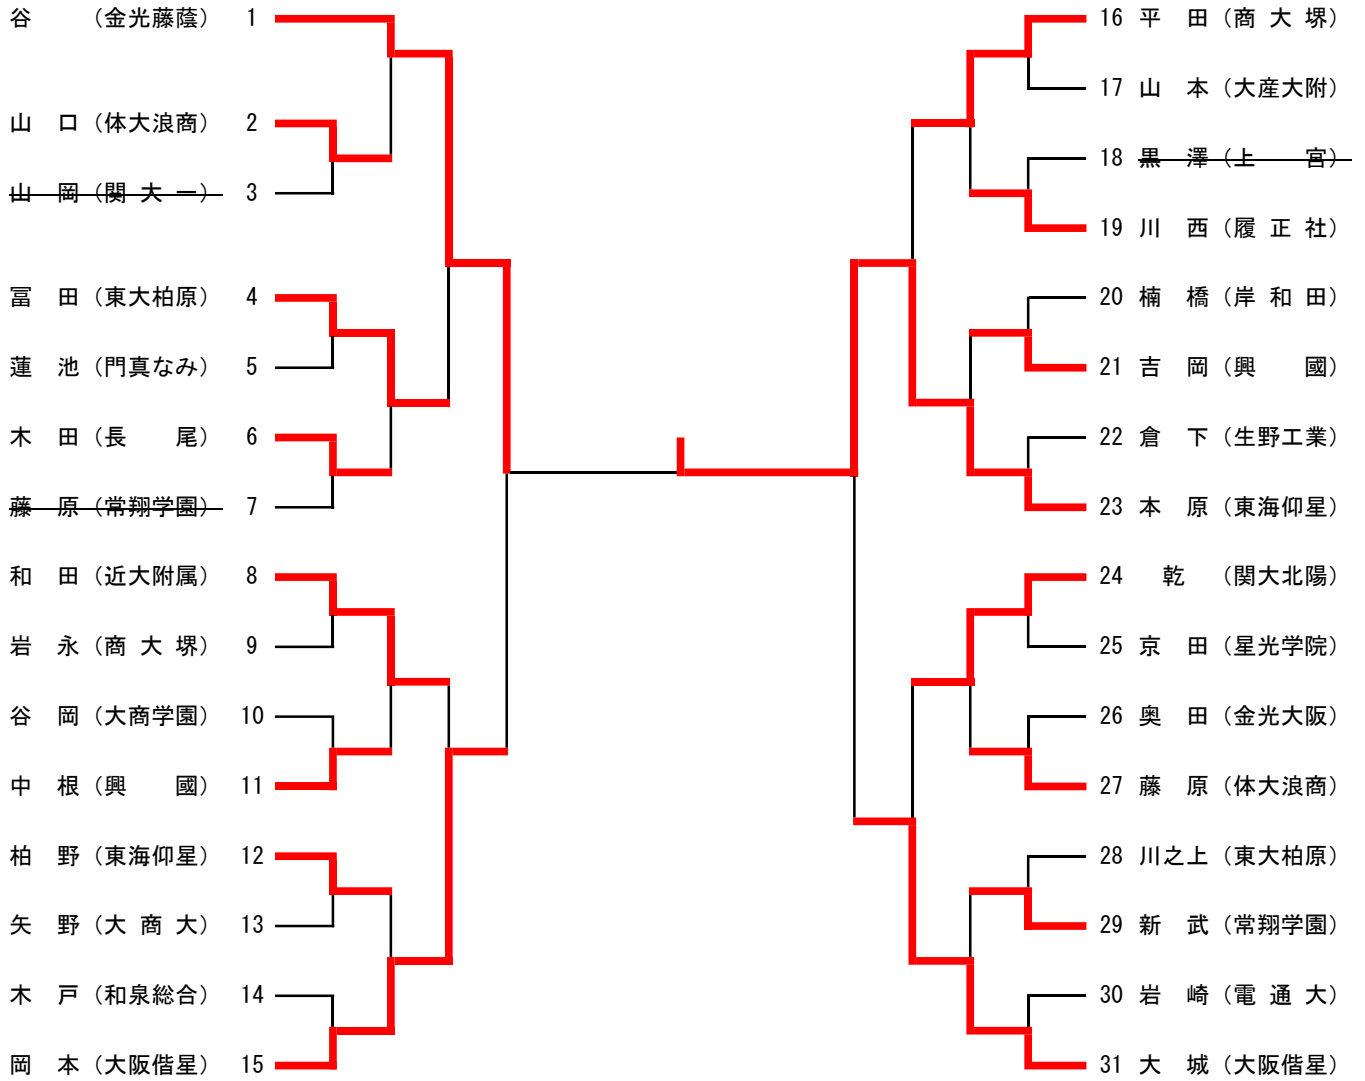 谷 （金光藤蔭） 1
山 口（体大浪商） 2
山 岡（関 大 一） 3
冨 田（東大柏原） 4
蓮 池（門真なみ） 5
木 田（長 尾） 6
藤 原（常翔学園） 7
和 田（近大附属） 8
岩 永（商 大 堺） 9
谷 岡（大商学園） 10
中 根（興 國） 11
柏 野（東海仰星） 12
矢 野（大 商 大） 13
木 戸（和泉総合） 14
岡 本（大阪偕星） 15
16 平 田（商 大 堺）
17 山 本（大産大附）
18 黒 澤（上 宮）
19 川 西（履 正 社）
20 楠 橋（岸 和 田）
21 吉 岡（興 國）
22 倉 下（生野工業）
23 本 原（東海仰星）
24 乾 （関大北陽）
25 京 田（星光学院）
26 奥 田（金光大阪）
27 藤 原（体大浪商）
28 川之上（東大柏原）
29 新 武（常翔学園）
30 岩 崎（電 通 大）
31 大 城（大阪偕星）